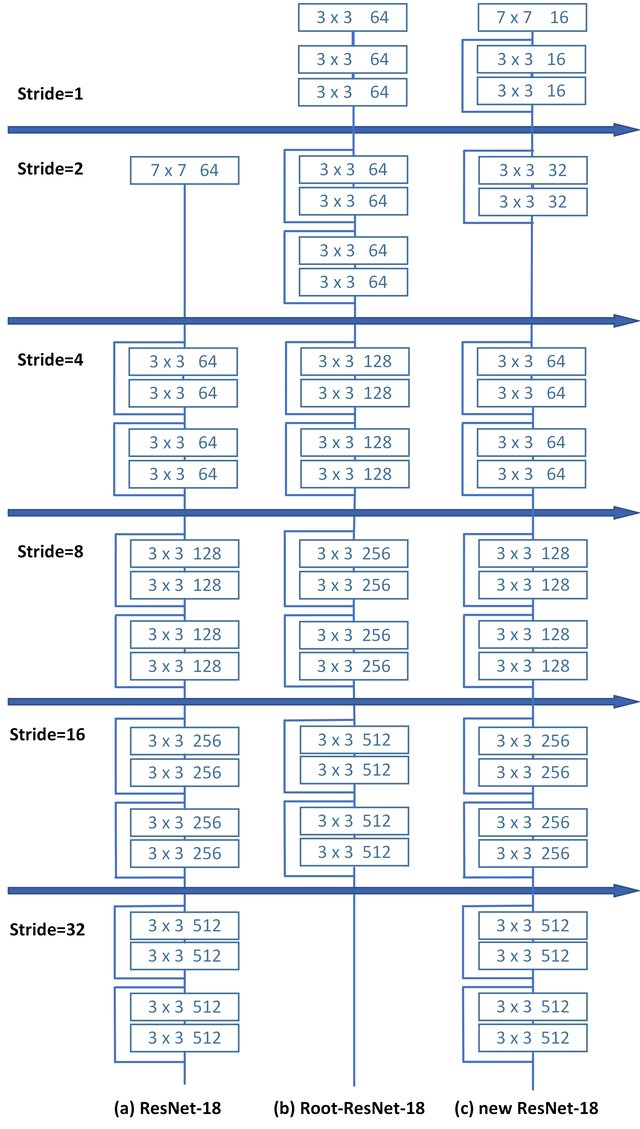 3 x 3 64 7 x 7 16
3 x 3 64 3 x 3 16
Stride=1 3 x 3 64 3 x 3 16
Stride=2 7 x 7 64 3 x 3 64 3 x 3 32
3 x 3 64 3 x 3 32
3 x 3 64
3 x 3 64
Stride=4 3 x 3 64 3 x 3 128 3 x 3 64
3 x 3 64 3 x 3 128 3 x 3 64
3 x 3 64 3 x 3 128 3 x 3 64
3 x 3 64 3 x 3 128 3 x 3 64
Stride=8 3 x 3 128 3 x 3 256 3 x 3 128
3 x 3 128 3 x 3 256 3 x 3 128
3 x 3 128 3 x 3 256 3 x 3 128
3 x 3 128 3 x 3 256 3 x 3 128
Stride=16 3 x 3 256 3 x 3 512 3 x 3 256
3 x 3 256 3 x 3 512 3 x 3 256
3 x 3 256 3 x 3 512 3 x 3 256
3 x 3 256 3 x 3 512 3 x 3 256
Stride=32 3 x 3 512 3 x 3 512
3 x 3 512 3 x 3 512
3 x 3 512 3 x 3 512
3 x 3 512 3 x 3 512
(a) ResNet-18 (b) Root-ResNet-18 (c) new ResNet-18